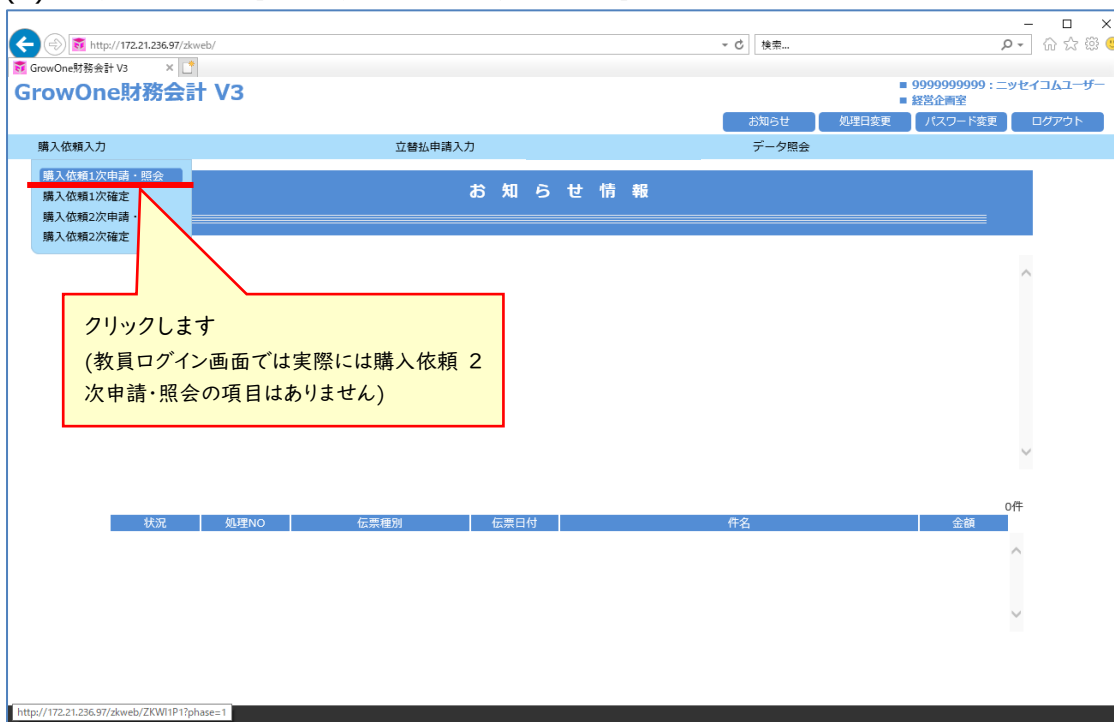 http://172.21.236.97/zkweb/
検索...
GrowOne財務会計 V3
GrowOne財務会計 V3
9999999999：ニッセイコムユーザー
経営企画室
お知らせ 処理日変更 パスワード変更 ログアウト
購入依頼入力 立替払申請入力 データ照会
購入依頼1次申請・照会
購入依頼1次確定
購入依頼2次申請・
購入依頼2次確定
お知らせ情報
クリックします
(教員ログイン画面では実際には購入依頼 2
次申請・照会の項目はありません)
0件
状況 処理NO 伝票種別 伝票日付 件名 金額
http://172.21.236.97/zkweb/ZKWI1P1?phase=1